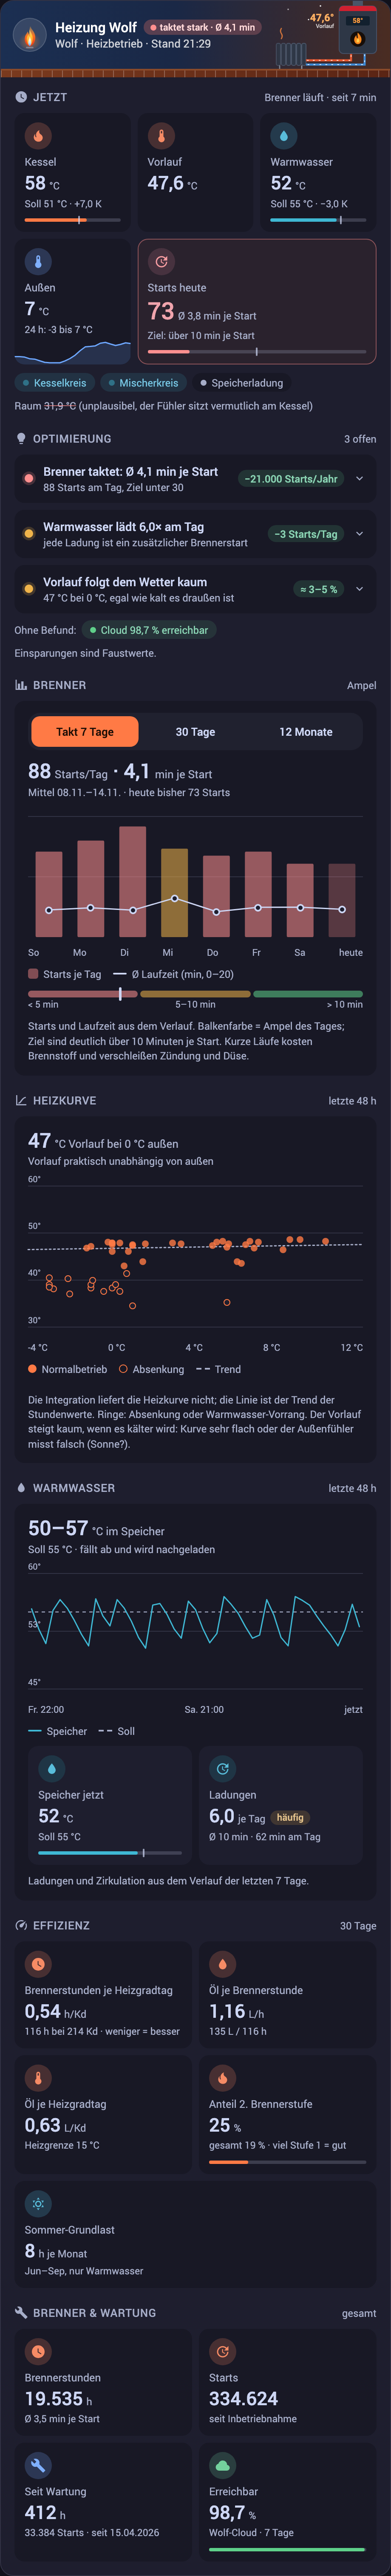 Heizung Wolf
taktet stark · Ø 4,1 min
Wolf · Heizbetrieb · Stand 21:29
47,6°
Vorlauf
58°
JETZT
Brenner läuft · seit 7 min
Kessel
58 °C
Soll 51 °C · +7,0 K
Vorlauf
47,6 °C
Warmwasser
52 °C
Soll 55 °C · −3,0 K
Außen
7 °C
24 h: -3 bis 7 °C
Starts heute
73 Ø 3,8 min je Start
Ziel: über 10 min je Start
Kesselkreis
Mischerkreis
Speicherladung
Raum 31,9 °C (unplausibel, der Fühler sitzt vermutlich am Kessel)
OPTIMIERUNG
3 offen
Brenner taktet: Ø 4,1 min je Start
88 Starts am Tag, Ziel unter 30
−21.000 Starts/Jahr
Warmwasser lädt 6,0× am Tag
jede Ladung ist ein zusätzlicher Brennerstart
−3 Starts/Tag
Vorlauf folgt dem Wetter kaum
47 °C bei 0 °C, egal wie kalt es draußen ist
≈ 3–5 %
Ohne Befund:
Cloud 98,7 % erreichbar
Einsparungen sind Faustwerte.
BRENNER
Ampel
Takt 7 Tage
30 Tage
12 Monate
88 Starts/Tag · 4,1 min je Start
Mittel 08.11.–14.11. · heute bisher 73 Starts
So
Mo
Di
Mi
Do
Fr
Sa
heute
Starts je Tag
Ø Laufzeit (min, 0–20)
< 5 min
5–10 min
> 10 min
Starts und Laufzeit aus dem Verlauf. Balkenfarbe = Ampel des Tages;
Ziel sind deutlich über 10 Minuten je Start. Kurze Läufe kosten
Brennstoff und verschleißen Zündung und Düse.
HEIZKURVE
letzte 48 h
47 °C Vorlauf bei 0 °C außen
Vorlauf praktisch unabhängig von außen
60°
50°
40°
30°
-4 °C
0 °C
4 °C
8 °C
12 °C
Normalbetrieb
Absenkung
Trend
Die Integration liefert die Heizkurve nicht; die Linie ist der Trend der
Stundenwerte. Ringe: Absenkung oder Warmwasser-Vorrang. Der Vorlauf
steigt kaum, wenn es kälter wird: Kurve sehr flach oder der Außenfühler
misst falsch (Sonne?).
WARMWASSER
letzte 48 h
50–57 °C im Speicher
Soll 55 °C · fällt ab und wird nachgeladen
60°
53°
45°
Fr. 22:00
Sa. 21:00
jetzt
Speicher
Soll
Speicher jetzt
52 °C
Soll 55 °C
Ladungen
6,0 je Tag häufig
Ø 10 min · 62 min am Tag
Ladungen und Zirkulation aus dem Verlauf der letzten 7 Tage.
EFFIZIENZ
30 Tage
Brennerstunden je Heizgradtag
0,54 h/Kd
116 h bei 214 Kd · weniger = besser
Öl je Brennerstunde
1,16 L/h
135 L / 116 h
Öl je Heizgradtag
0,63 L/Kd
Heizgrenze 15 °C
Anteil 2. Brennerstufe
25 %
gesamt 19 % · viel Stufe 1 = gut
Sommer-Grundlast
8 h je Monat
Jun–Sep, nur Warmwasser
BRENNER & WARTUNG
gesamt
Brennerstunden
19.535 h
Ø 3,5 min je Start
Starts
334.624
seit Inbetriebnahme
Seit Wartung
412 h
33.384 Starts · seit 15.04.2026
Erreichbar
98,7 %
Wolf-Cloud · 7 Tage